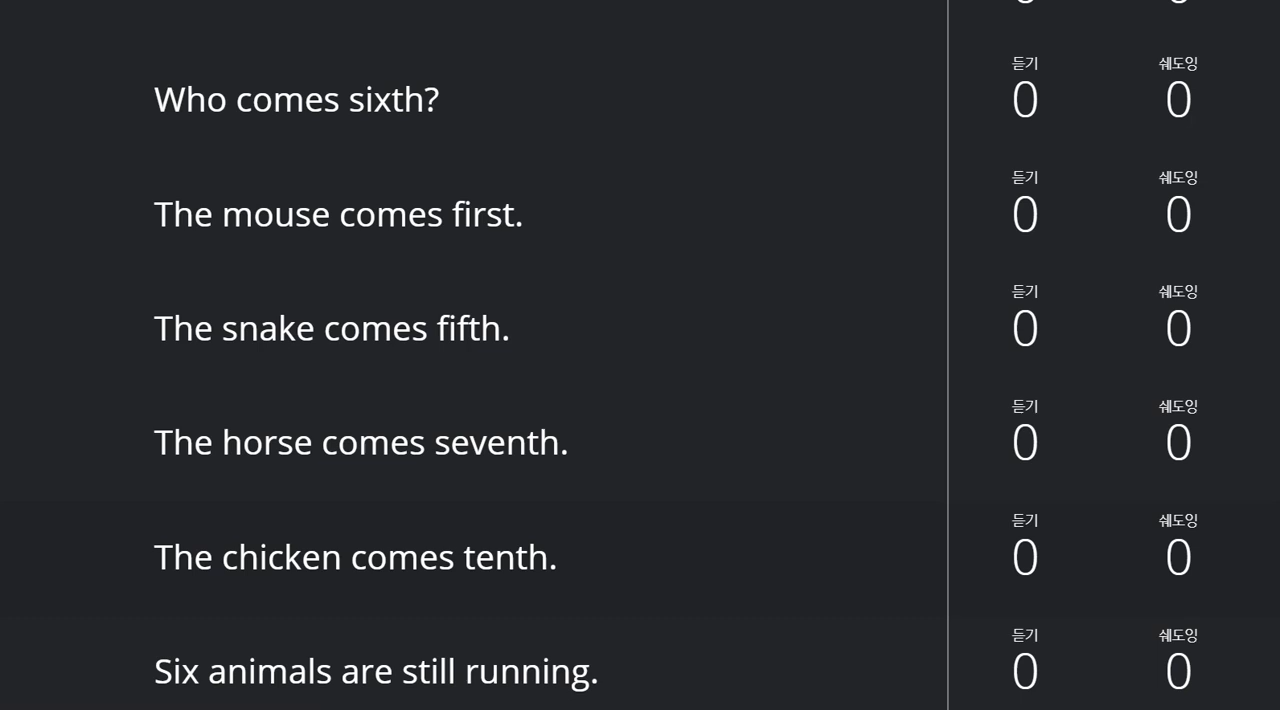 듣기 쉐도잉
Who comes sixth? 0 0
듣기 쉐도잉
The mouse comes first. 0 0
듣기 쉐도잉
The snake comes fifth. 0 0
듣기 쉐도잉
The horse comes seventh. 0 0
듣기 쉐도잉
The chicken comes tenth. 0 0
듣기 쉐도잉
Six animals are still running. 0 0